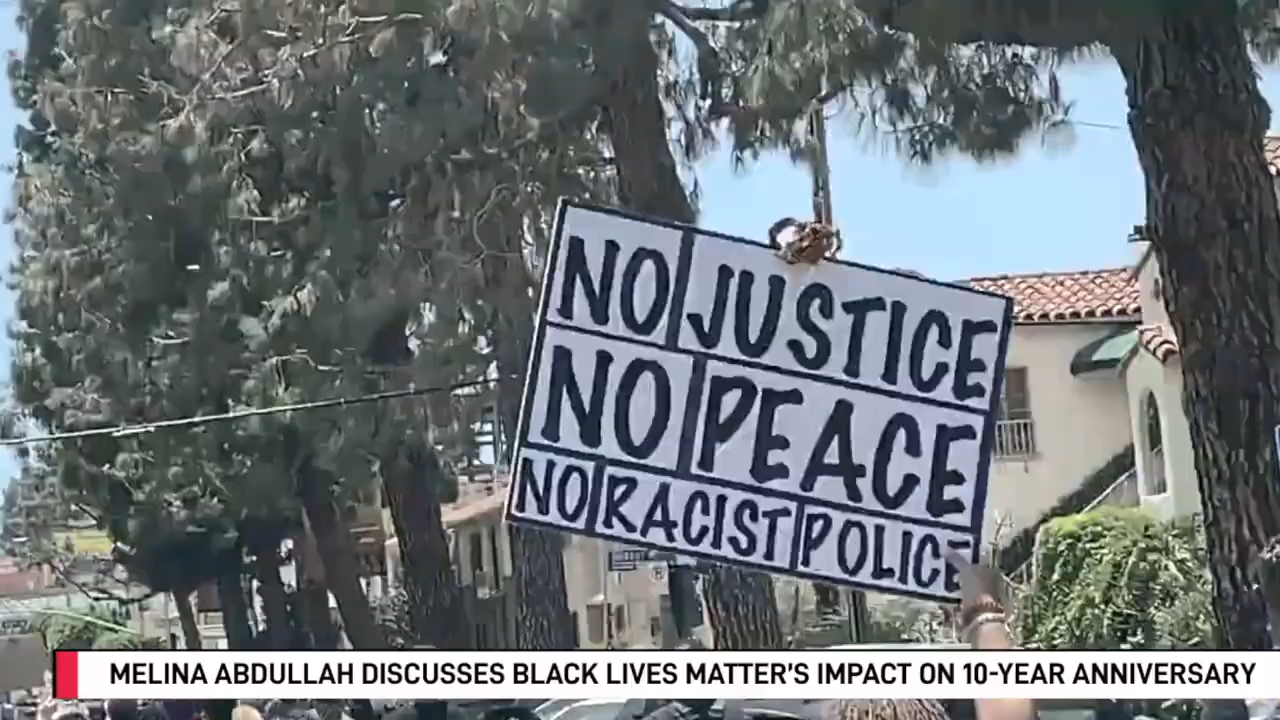 NO JUSTICE
NO PEACE
NO RACIST POLICE
MELINA ABDULLAH DISCUSSES BLACK LIVES MATTER'S IMPACT ON 10-YEAR ANNIVERSARY